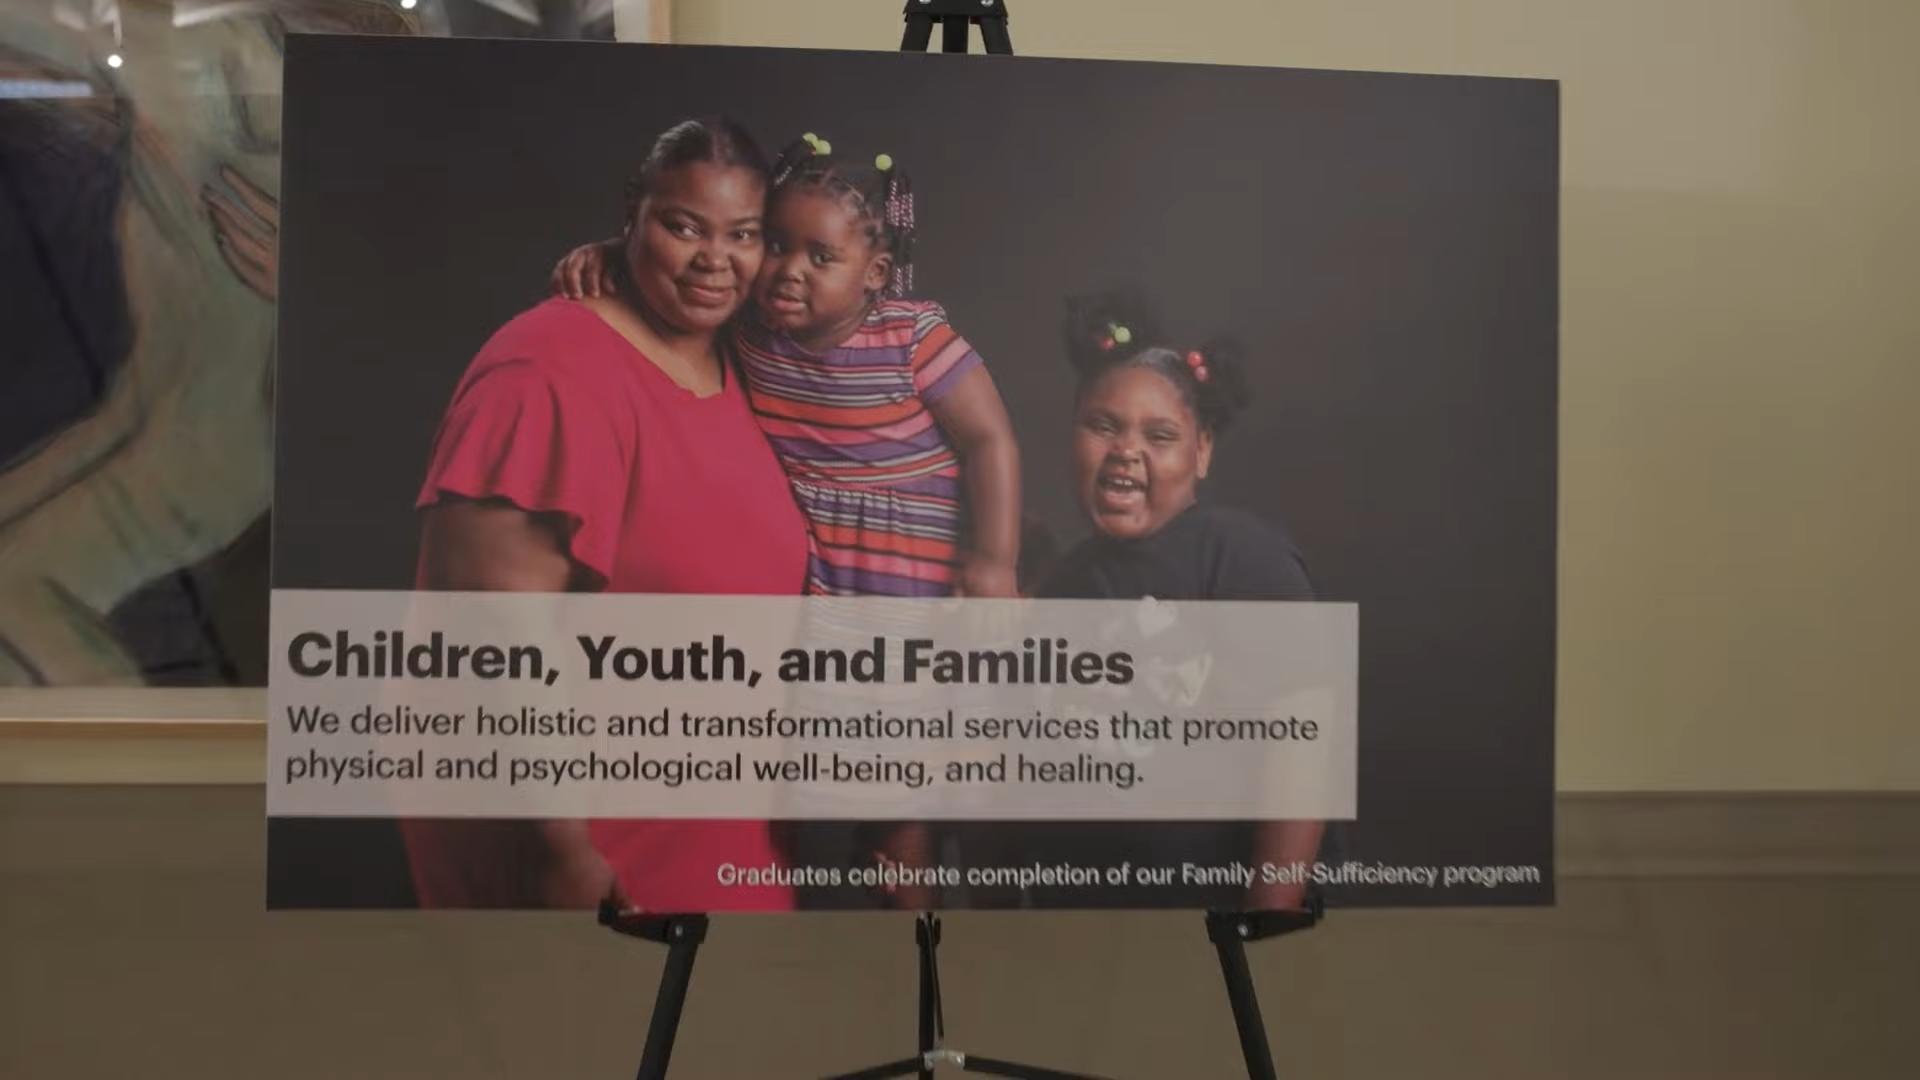 Children, Youth, and Families
We deliver holistic and transformational services that promote
physical and psychological well-being, and healing.
Graduates celebrate completion of our Family Self-Sufficiency program